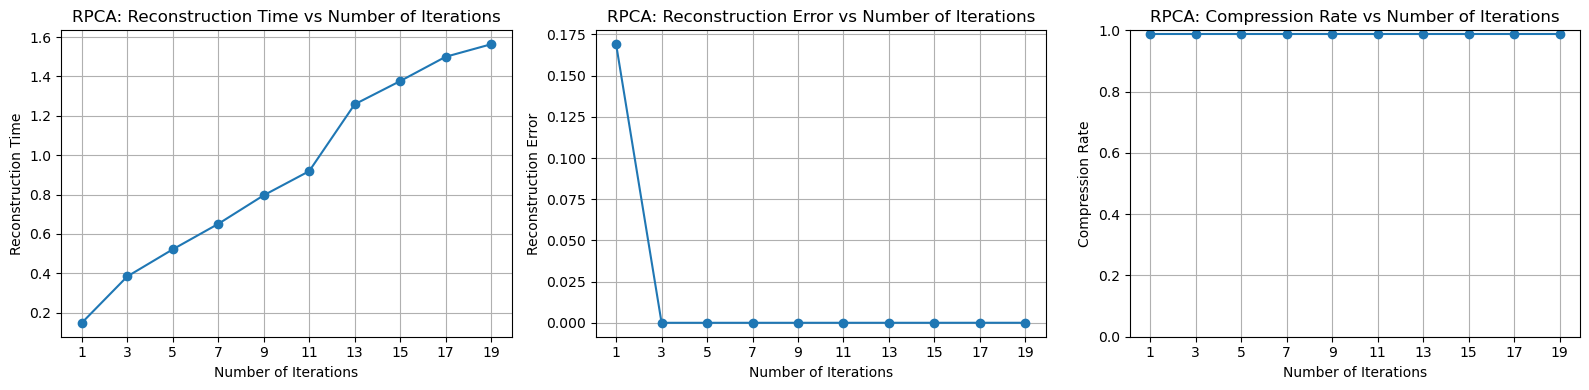 RPCA: Reconstruction Time vs Number of Iterations
Reconstruction Time
1.6
1.4
1.2
1.0
0.8
0.6
0.4
0.2
1 3 5 7 9 11 13 15 17 19
Number of Iterations
RPCA: Reconstruction Error vs Number of Iterations
Reconstruction Error
0.175
0.150
0.125
0.100
0.075
0.050
0.025
0.000
1 3 5 7 9 11 13 15 17 19
Number of Iterations
RPCA: Compression Rate vs Number of Iterations
Compression Rate
1.0
0.8
0.6
0.4
0.2
0.0
1 3 5 7 9 11 13 15 17 19
Number of Iterations